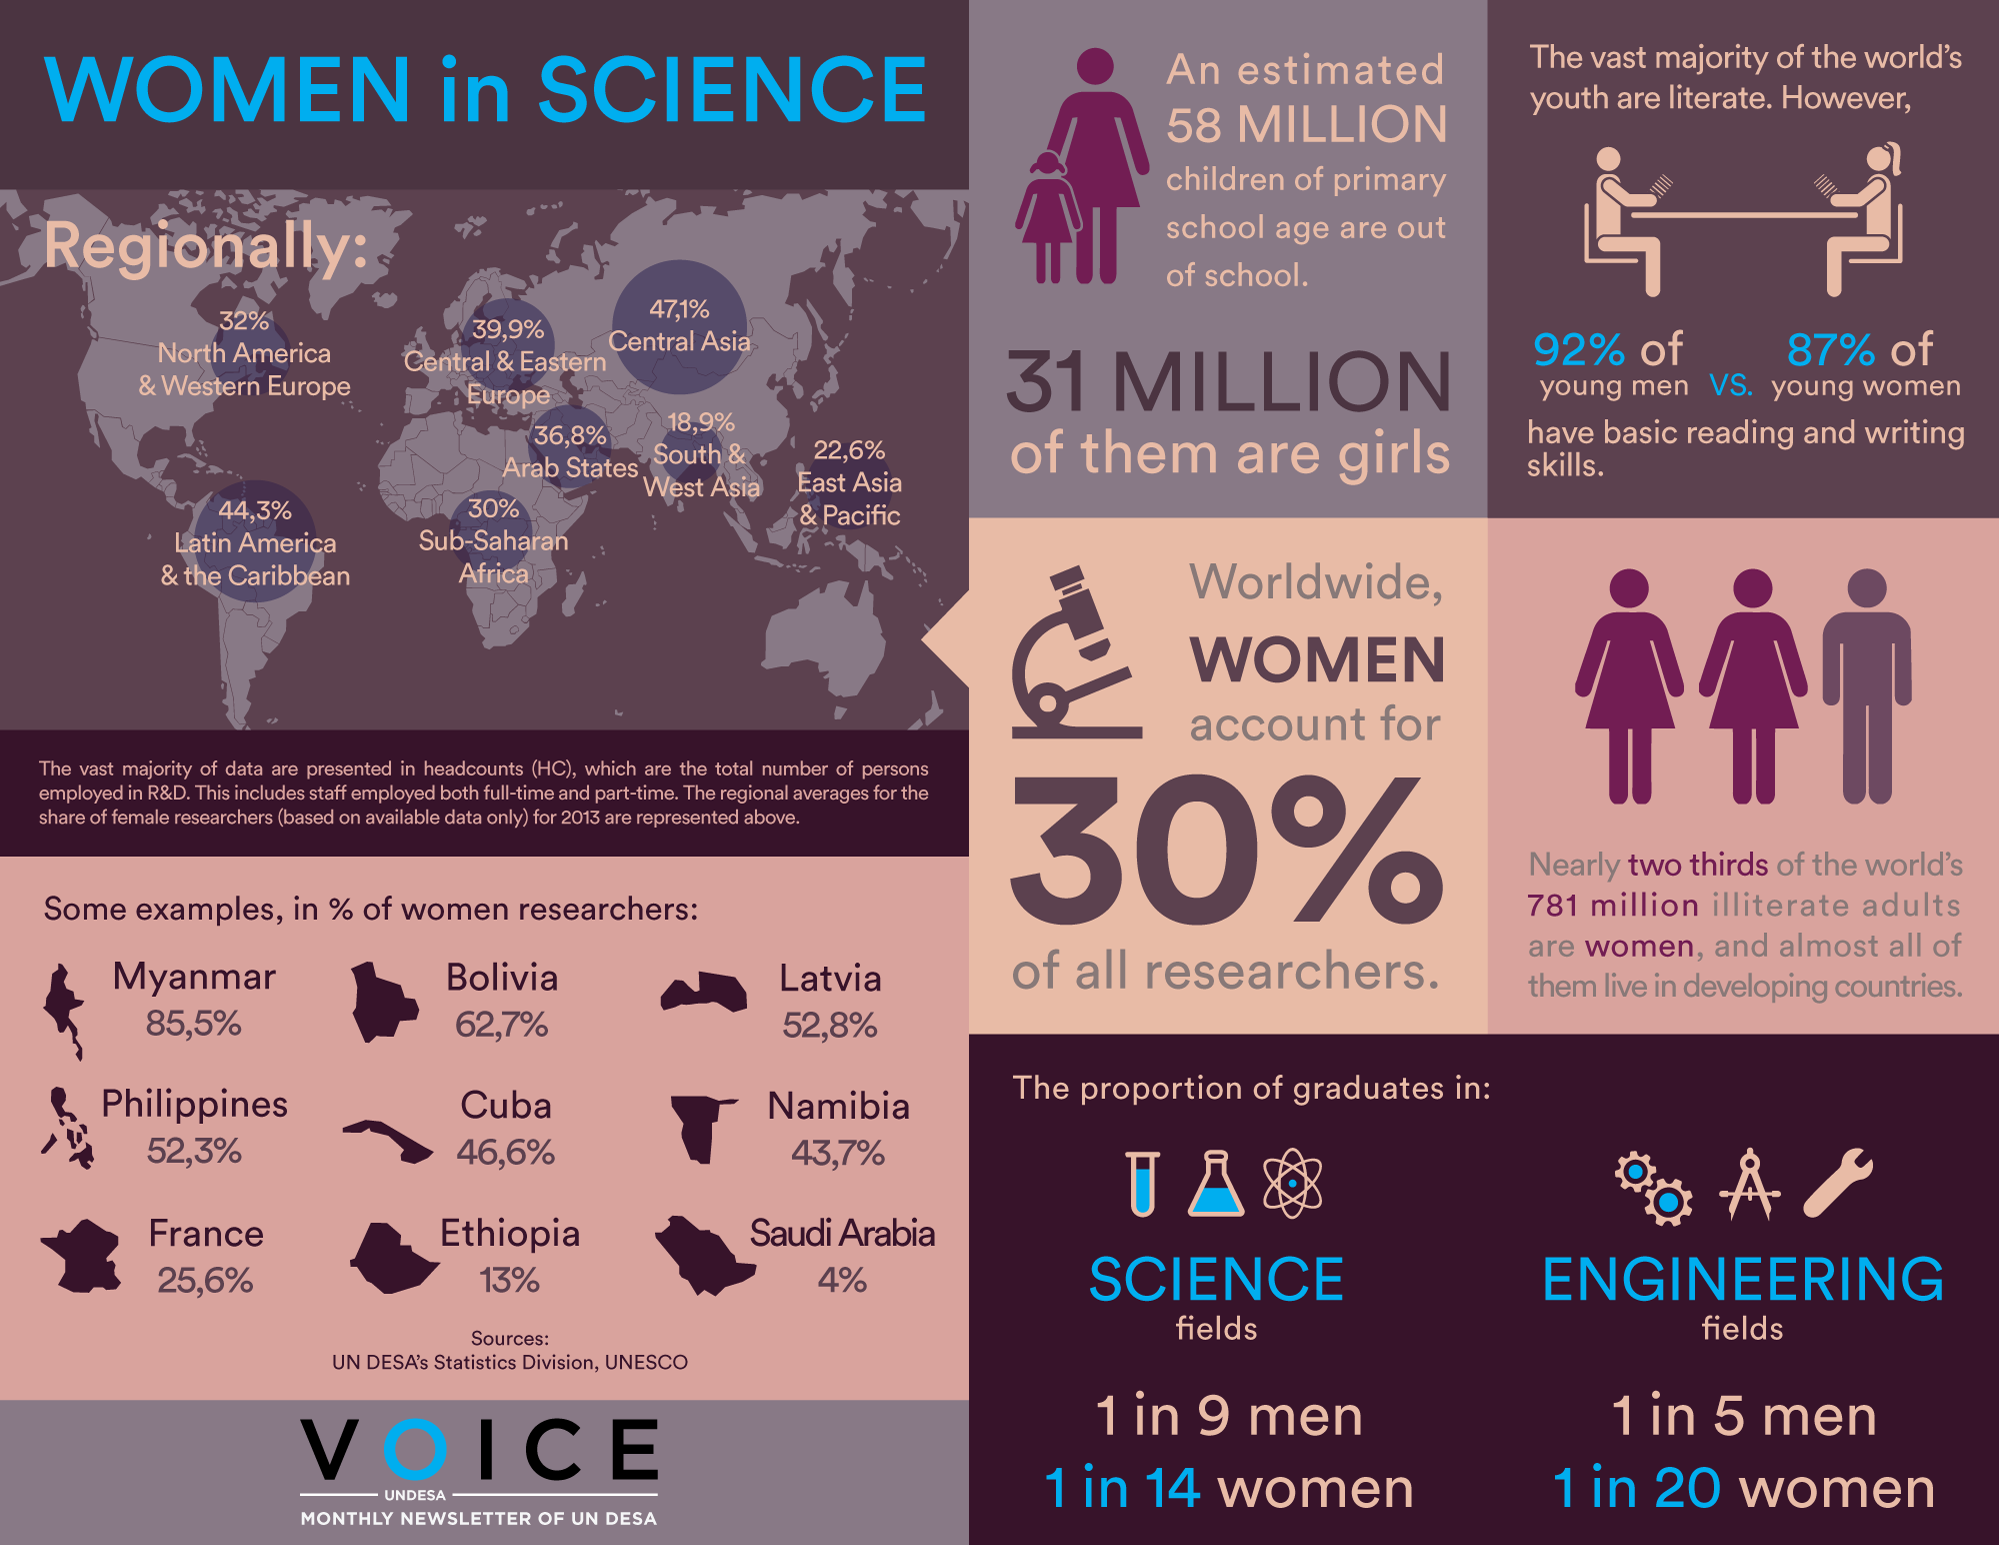 WOMEN in SCIENCE
Regionally:
32%
North America
& Western Europe
39,9%
Central & Eastern
Europe
47,1%
Central Asia
36,8%
Arab States
18,9%
South &
West Asia
22,6%
East Asia
& Pacific
44,3%
Latin America
& the Caribbean
30%
Sub-Saharan
Africa
The vast majority of data are presented in headcounts (HC), which are the total number of persons
employed in R&D. This includes staff employed both full-time and part-time. The regional averages for the
share of female researchers (based on available data only) for 2013 are represented above.
Some examples, in % of women researchers:
Myanmar
85,5%
Bolivia
62,7%
Latvia
52,8%
Philippines
52,3%
Cuba
46,6%
Namibia
43,7%
France
25,6%
Ethiopia
13%
Saudi Arabia
4%
Sources:
UN DESA's Statistics Division, UNESCO
VOICE
UNDESA
MONTHLY NEWSLETTER OF UN DESA
An estimated
58 MILLION
children of primary
school age are out
of school.
31 MILLION
of them are girls
The vast majority of the world's
youth are literate. However,
92% of
young men
VS.
87% of
young women
have basic reading and writing
skills.
Worldwide,
WOMEN
account for
30%
of all researchers.
Nearly two thirds of the world's
781 million illiterate adults
are women, and almost all of
them live in developing countries.
The proportion of graduates in:
SCIENCE
fields
1 in 9 men
1 in 14 women
ENGINEERING
fields
1 in 5 men
1 in 20 women